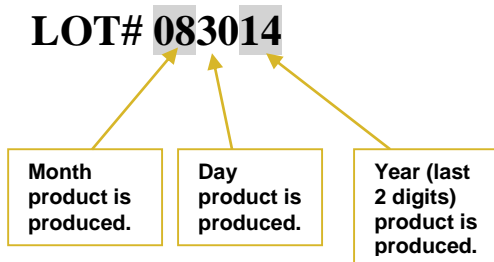 LOT# 083014
Month
product is
produced.
Day
product is
produced.
Year (last
2 digits)
product is
produced.